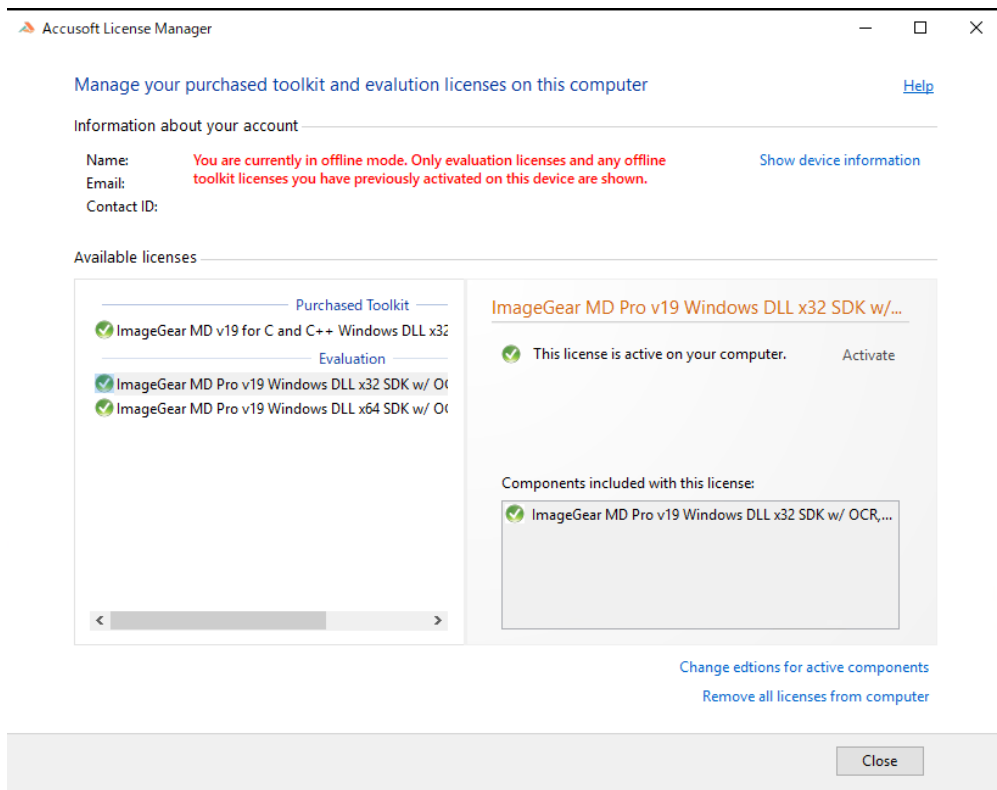 Accusoft License Manager
Manage your purchased toolkit and evalution licenses on this computer
Help
Information about your account
Name:
Email:
Contact ID:
You are currently in offline mode. Only evaluation licenses and any offline
toolkit licenses you have previously activated on this device are shown.
Show device information
Available licenses
Purchased Toolkit
ImageGear MD v19 for C and C++ Windows DLL x32
Evaluation
ImageGear MD Pro v19 Windows DLL x32 SDK w/ O
ImageGear MD Pro v19 Windows DLL x64 SDK w/ O
ImageGear MD Pro v19 Windows DLL x32 SDK w/...
This license is active on your computer.
Activate
Components included with this license:
ImageGear MD Pro v19 Windows DLL x32 SDK w/ OCR,...
Change edtions for active components
Remove all licenses from computer
Close